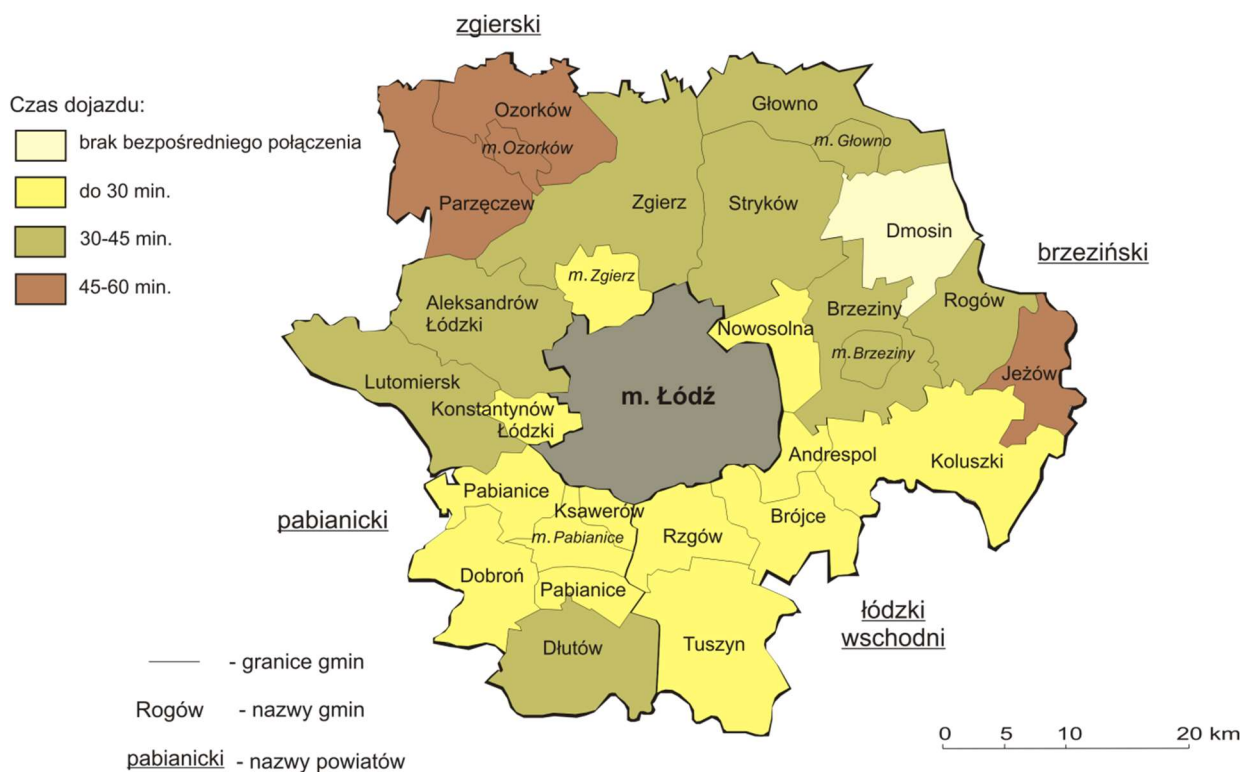 zgierski
Czas dojazdu:
brak bezpośredniego połączenia
do 30 min.
30-45 min.
45-60 min.
Ozorków
m. Ozorków
Parzęczew
Głowno
m. Głowno
Zgierz
Stryków
Dmosin
brzeziński
m. Zgierz
Aleksandrów
Łódzki
Nowosolna
Brzeziny
Rogów
m. Brzeziny
Jeżów
Lutomiersk
Konstantynów
Łódzki
m. Łódź
Andrespol
Koluszki
pabianicki
Pabianice
Ksawerów
m. Pabianice
Rzgów
Brójce
Dobroń
Pabianice
łódzki
wschodni
Dłutów
Tuszyn
- granice gmin
Rogów - nazwy gmin
pabianicki - nazwy powiatów
0 5 10 20 km